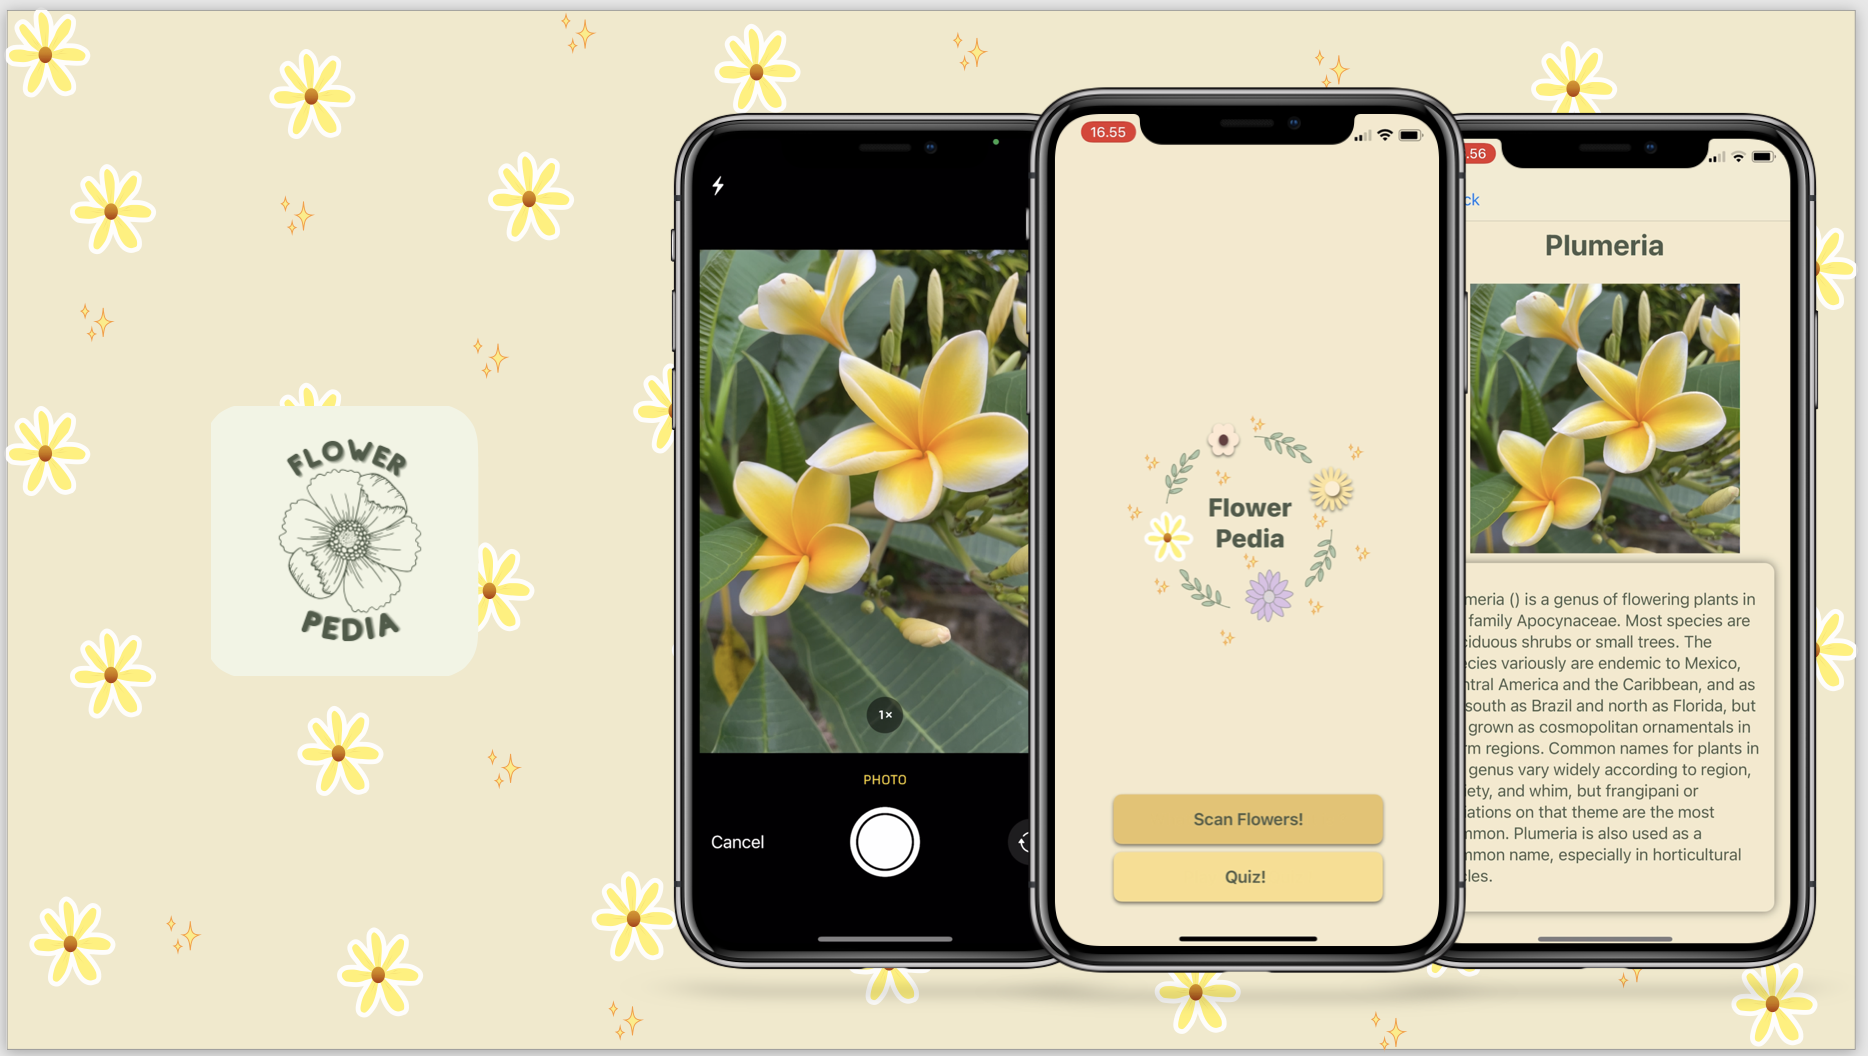 FLOWER
PEDIA
1×
PHOTO
Cancel
16.55
Flower
Pedia
Scan Flowers!
Quiz!
.56
ck
Plumeria
meria () is a genus of flowering plants in
family Apocynaceae. Most species are
iduous shrubs or small trees. The
cies variously are endemic to Mexico,
ntral America and the Caribbean, and as
south as Brazil and north as Florida, but
grown as cosmopolitan ornamentals in
rm regions. Common names for plants in
genus vary widely according to region,
ety, and whim, but frangipani or
ations on that theme are the most
nmon. Plumeria is also used as a
mmon name, especially in horticultural
cles.